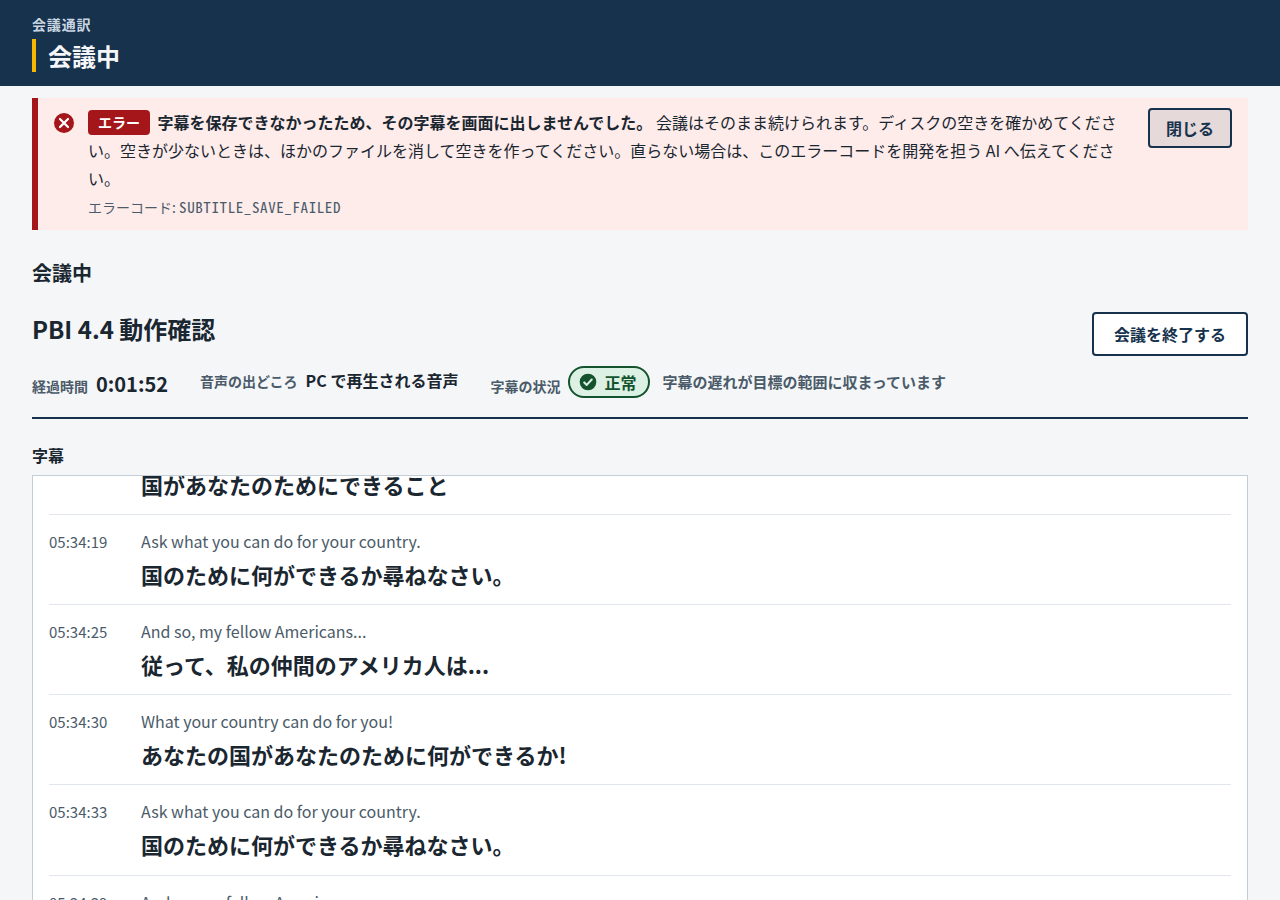 会議通訳
会議中
エラー 字幕を保存できなかったため、その字幕を画面に出しませんでした。 会議はそのまま続けられます。ディスクの空きを確かめてくださ
い。空きが少ないときは、ほかのファイルを消して空きを作ってください。直らない場合は、このエラーコードを開発を担う AI へ伝えてくださ
い。
エラーコード: SUBTITLE_SAVE_FAILED
閉じる
会議中
PBI 4.4 動作確認
会議を終了する
経過時間 0:01:52 音声の出どころ PC で再生される音声 字幕の状況 正常 字幕の遅れが目標の範囲に収まっています
字幕
国があなたのためにできること
05:34:19 Ask what you can do for your country.
国のために何ができるか尋ねなさい。
05:34:25 And so, my fellow Americans...
従って、私の仲間のアメリカ人は...
05:34:30 What your country can do for you!
あなたの国があなたのために何ができるか!
05:34:33 Ask what you can do for your country.
国のために何ができるか尋ねなさい。